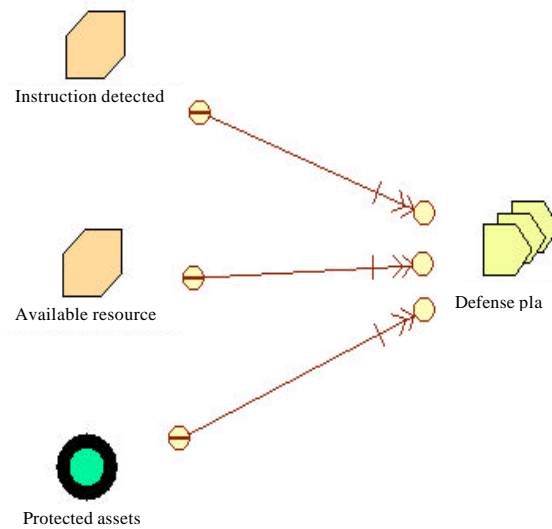 Instruction detected
Available resource
Defense pla
Protected assets